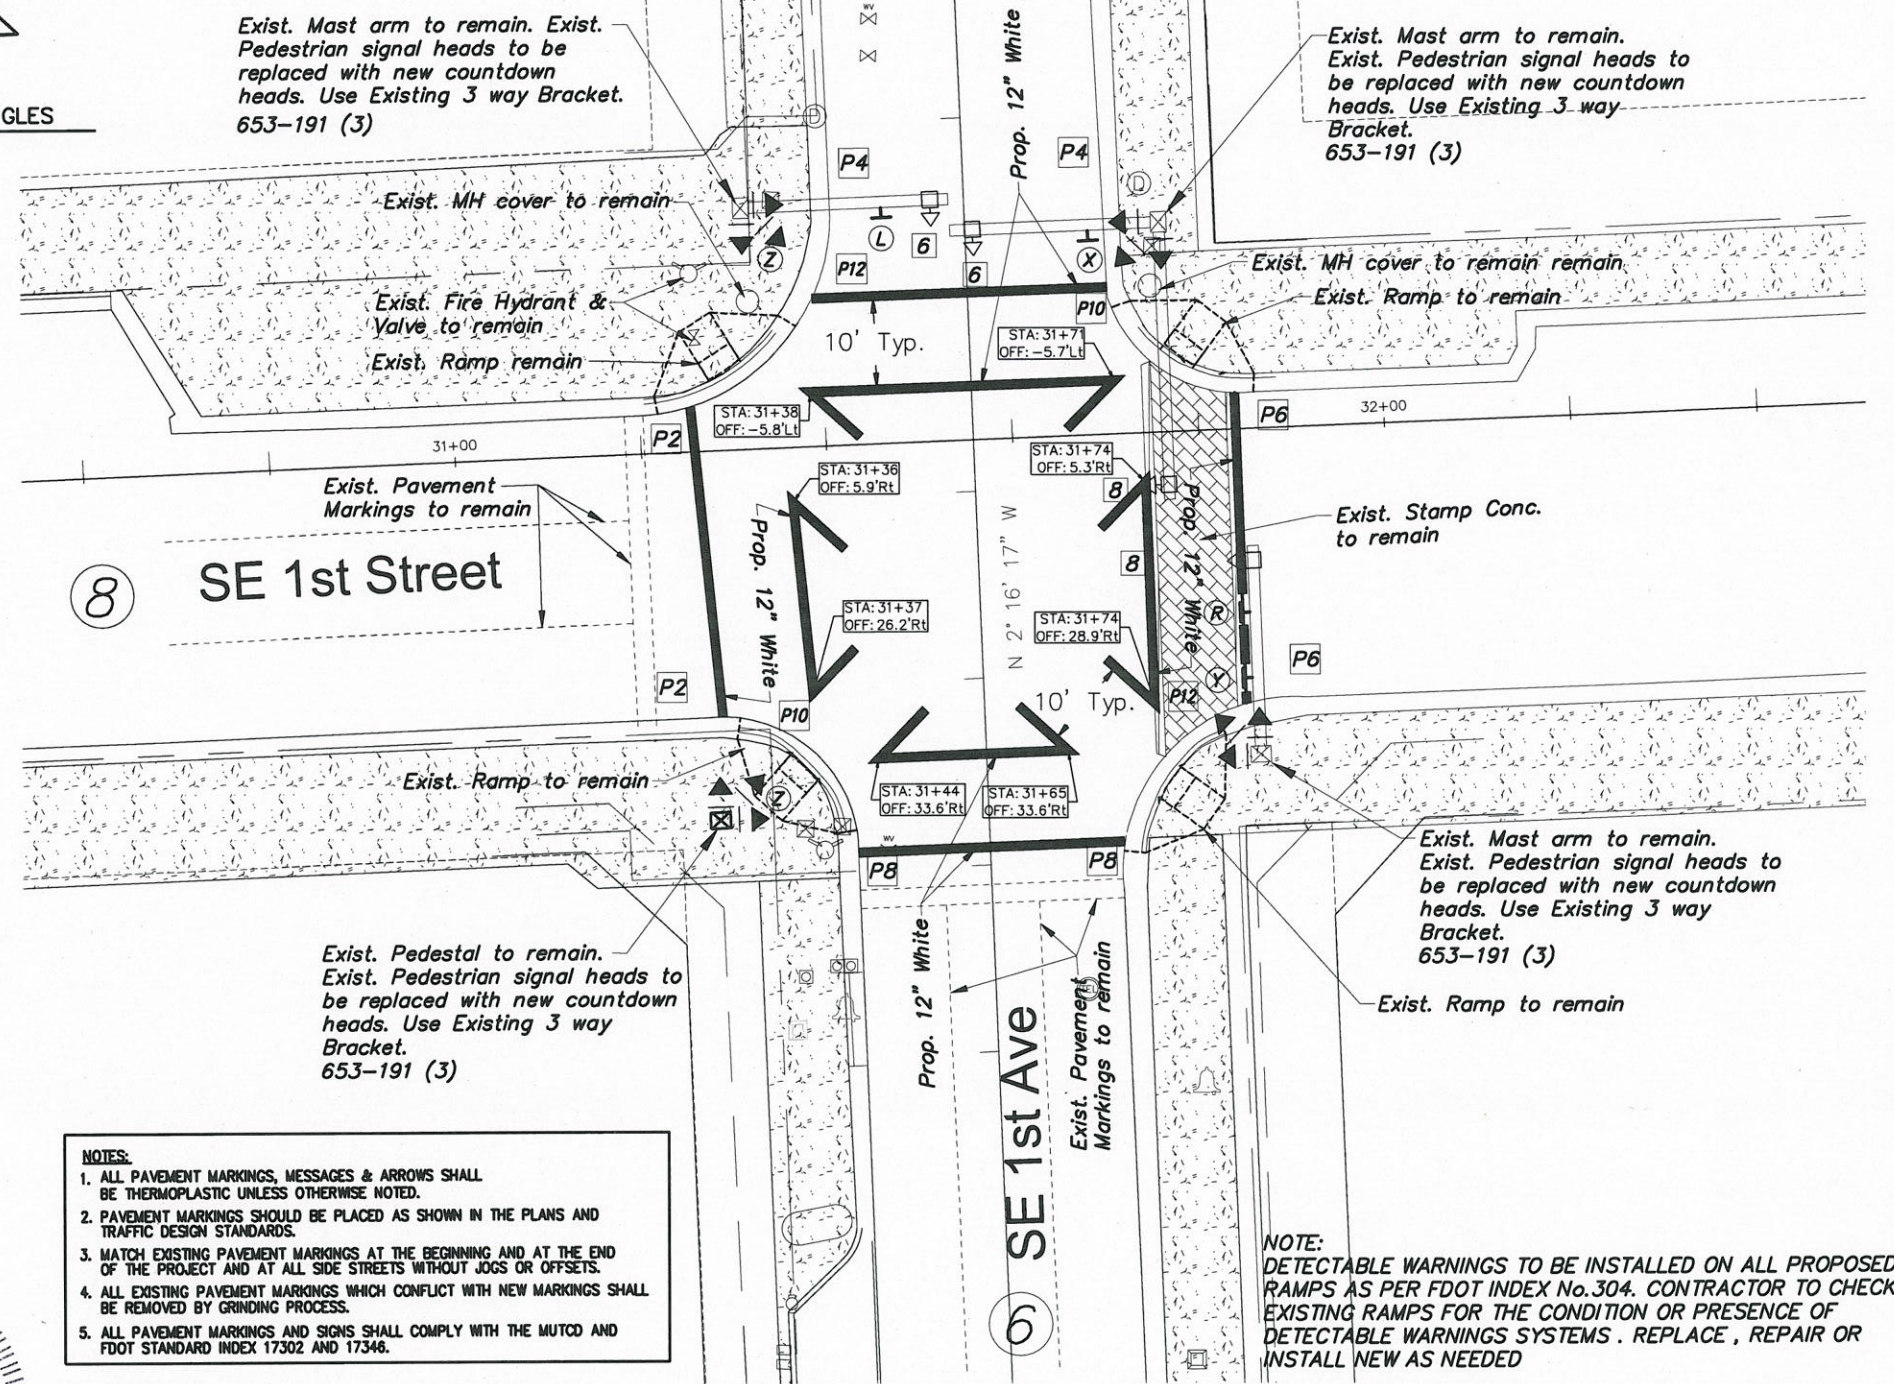 GLES
Exist. Mast arm to remain. Exist.
Pedestrian signal heads to be
replaced with new countdown
heads. Use Existing 3 way Bracket.
653-191 (3)
WV
Prop. 12" White
Exist. Mast arm to remain.
Exist. Pedestrian signal heads to
be replaced with new countdown
heads. Use Existing 3 way
Bracket.
653-191 (3)
D
P4
P4
D
Exist. MH cover to remain
L
6
6
X
Z
P12
P10
Exist. MH cover to remain remain
Exist. Ramp to remain
Exist. Fire Hydrant &
Valve to remain
Exist. Ramp remain
10' Typ.
STA: 31+71
OFF: -5.7'Lt
STA: 31+38
OFF: -5.8'Lt
P2
P6
31+00
32+00
STA: 31+36
OFF: 5.9'Rt
STA: 31+74
OFF: 5.3'Rt
8
8
Exist. Pavement
Markings to remain
Prop. 12" White
N 2° 16' 17" W
Prop. 12" White
Exist. Stamp Conc.
to remain
8
SE 1st Street
STA: 31+37
OFF: 26.2'Rt
STA: 31+74
OFF: 28.9'Rt
R
Y
P6
P2
P10
P12
10' Typ.
Exist. Ramp to remain
Z
STA: 31+44
OFF: 33.6'Rt
STA: 31+65
OFF: 33.6'Rt
WV
P8
P8
Exist. Mast arm to remain.
Exist. Pedestrian signal heads to
be replaced with new countdown
heads. Use Existing 3 way
Bracket.
653-191 (3)
Exist. Ramp to remain
Exist. Pedestal to remain.
Exist. Pedestrian signal heads to
be replaced with new countdown
heads. Use Existing 3 way
Bracket.
653-191 (3)
Prop. 12" White
SE 1st Ave
Exist. Pavement
Markings to remain
6
NOTES:
1. ALL PAVEMENT MARKINGS, MESSAGES & ARROWS SHALL
BE THERMOPLASTIC UNLESS OTHERWISE NOTED.
2. PAVEMENT MARKINGS SHOULD BE PLACED AS SHOWN IN THE PLANS AND
TRAFFIC DESIGN STANDARDS.
3. MATCH EXISTING PAVEMENT MARKINGS AT THE BEGINNING AND AT THE END
OF THE PROJECT AND AT ALL SIDE STREETS WITHOUT JOGS OR OFFSETS.
4. ALL EXISTING PAVEMENT MARKINGS WHICH CONFLICT WITH NEW MARKINGS SHALL
BE REMOVED BY GRINDING PROCESS.
5. ALL PAVEMENT MARKINGS AND SIGNS SHALL COMPLY WITH THE MUTCD AND
FDOT STANDARD INDEX 17302 AND 17346.
NOTE:
DETECTABLE WARNINGS TO BE INSTALLED ON ALL PROPOSED
RAMPS AS PER FDOT INDEX No.304. CONTRACTOR TO CHECK
EXISTING RAMPS FOR THE CONDITION OR PRESENCE OF
DETECTABLE WARNINGS SYSTEMS . REPLACE , REPAIR OR
INSTALL NEW AS NEEDED